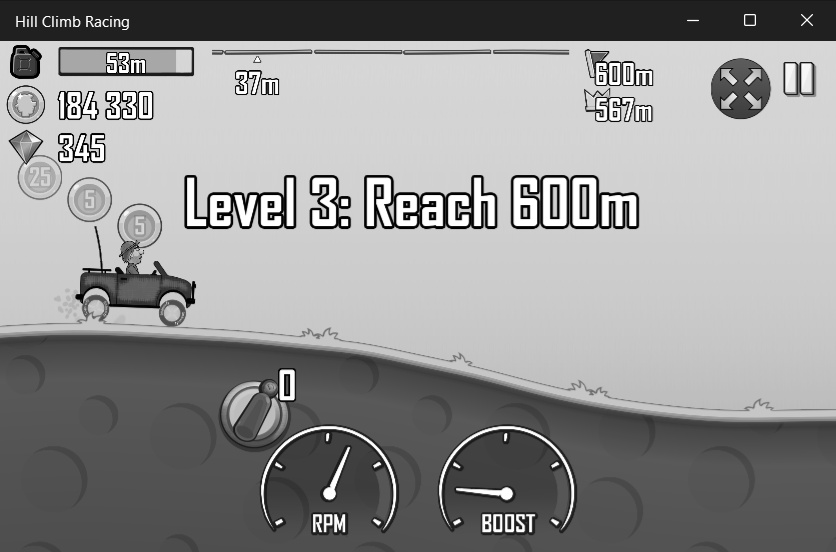 Hill Climb Racing
53m
37m
600m
567m
184 330
345
25
5
5
Level 3: Reach 600m
0
RPM
BOOST